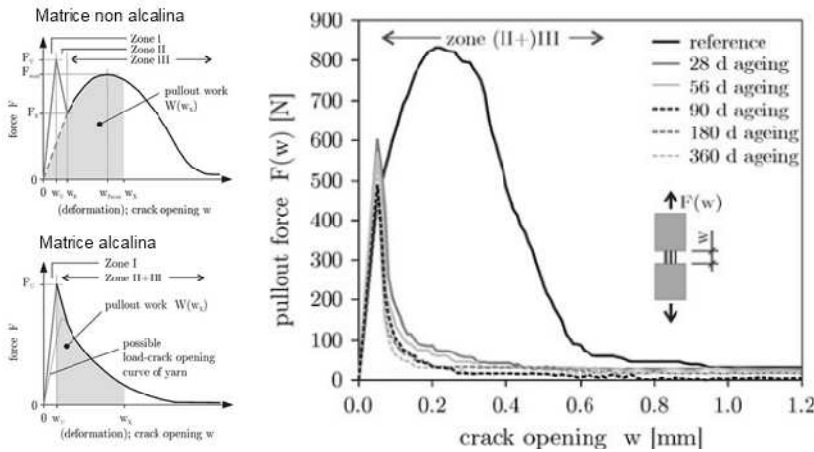 Matrice non alcalina
Zone I
Zone II
Zone III
F_U
F_max
F_R
force F
pullout work
W(w_X)
0
w_U w_R w_Fmax w_X
(deformation); crack opening w
Matrice alcalina
Zone I
Zone II+III
F_U
force F
pullout work W(w_X)
possible
load-crack opening
curve of yarn
0
w_U w_X
(deformation); crack opening w
900
800
700
600
500
400
300
200
100
0
pullout force F(w) [N]
zone (II+)III
reference
28 d ageing
56 d ageing
90 d ageing
180 d ageing
360 d ageing
F(w)
w
0.0 0.2 0.4 0.6 0.8 1.0 1.2
crack opening w [mm]